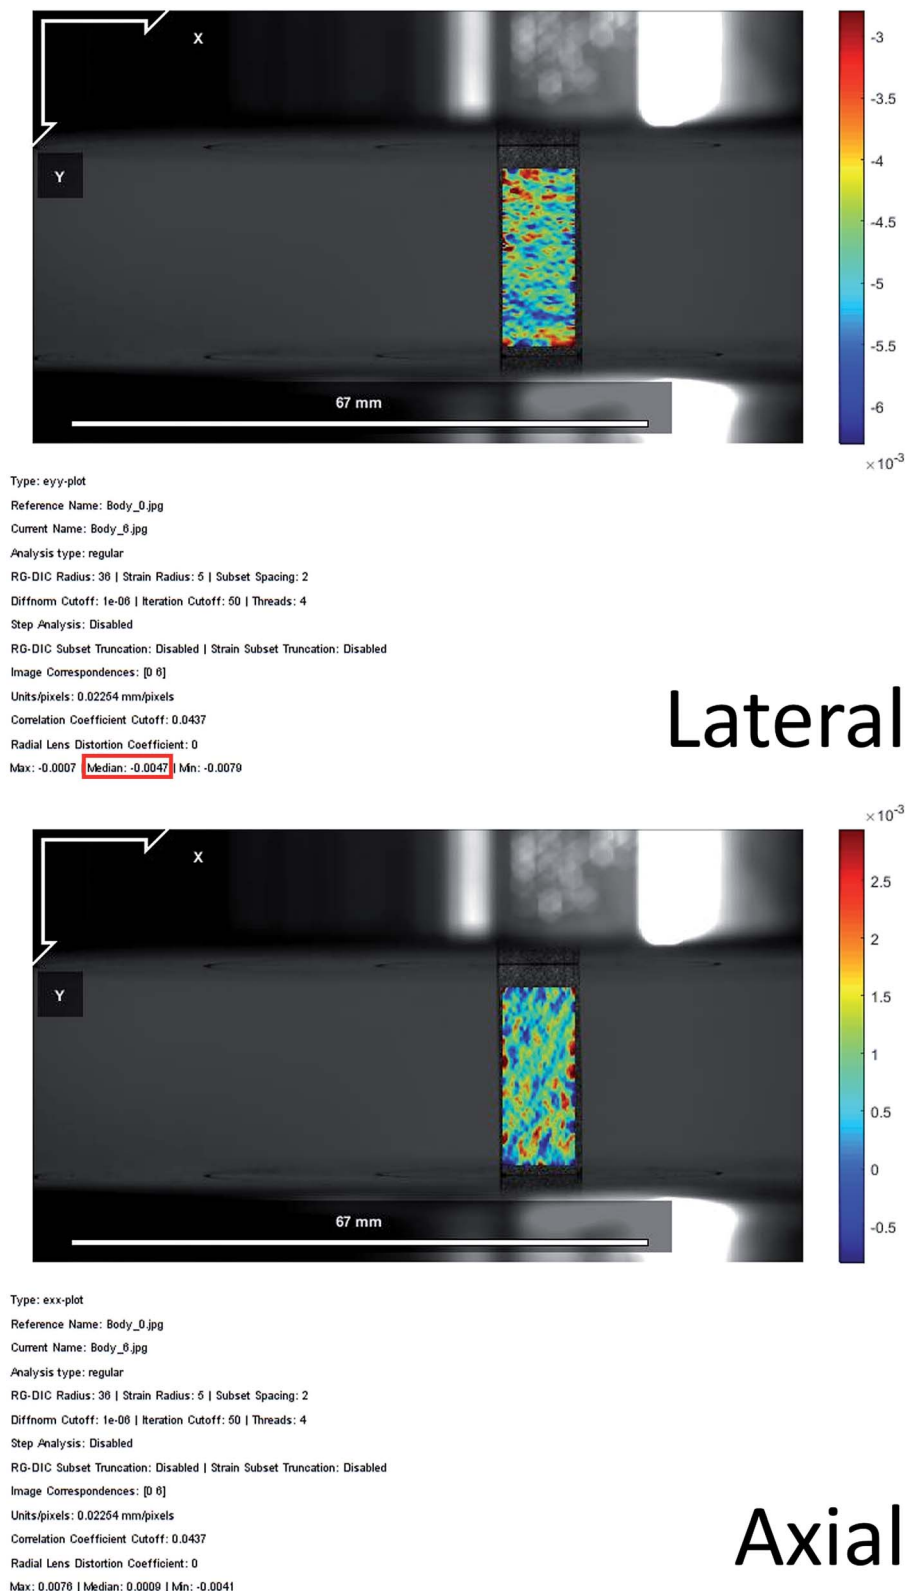 X
Y
67 mm
-3
-3.5
-4
-4.5
-5
-5.5
-6
×10-3
Type: eyy-plot
Reference Name: Body_0.jpg
Current Name: Body_6.jpg
Analysis type: regular
RG-DIC Radius: 36 | Strain Radius: 5 | Subset Spacing: 2
Diffnorm Cutoff: 1e-06 | Iteration Cutoff: 50 | Threads: 4
Step Analysis: Disabled
RG-DIC Subset Truncation: Disabled | Strain Subset Truncation: Disabled
Image Correspondences: [0 6]
Units/pixels: 0.02254 mm/pixels
Correlation Coefficient Cutoff: 0.0437
Radial Lens Distortion Coefficient: 0
Max: -0.0007 | Median: -0.0047 | Min: -0.0079
Lateral
×10-3
X
Y
67 mm
2.5
2
1.5
1
0.5
0
-0.5
Type: exx-plot
Reference Name: Body_0.jpg
Current Name: Body_6.jpg
Analysis type: regular
RG-DIC Radius: 36 | Strain Radius: 5 | Subset Spacing: 2
Diffnorm Cutoff: 1e-06 | Iteration Cutoff: 50 | Threads: 4
Step Analysis: Disabled
RG-DIC Subset Truncation: Disabled | Strain Subset Truncation: Disabled
Image Correspondences: [0 6]
Units/pixels: 0.02254 mm/pixels
Correlation Coefficient Cutoff: 0.0437
Radial Lens Distortion Coefficient: 0
Max: 0.0076 | Median: 0.0009 | Min: -0.0041
Axial